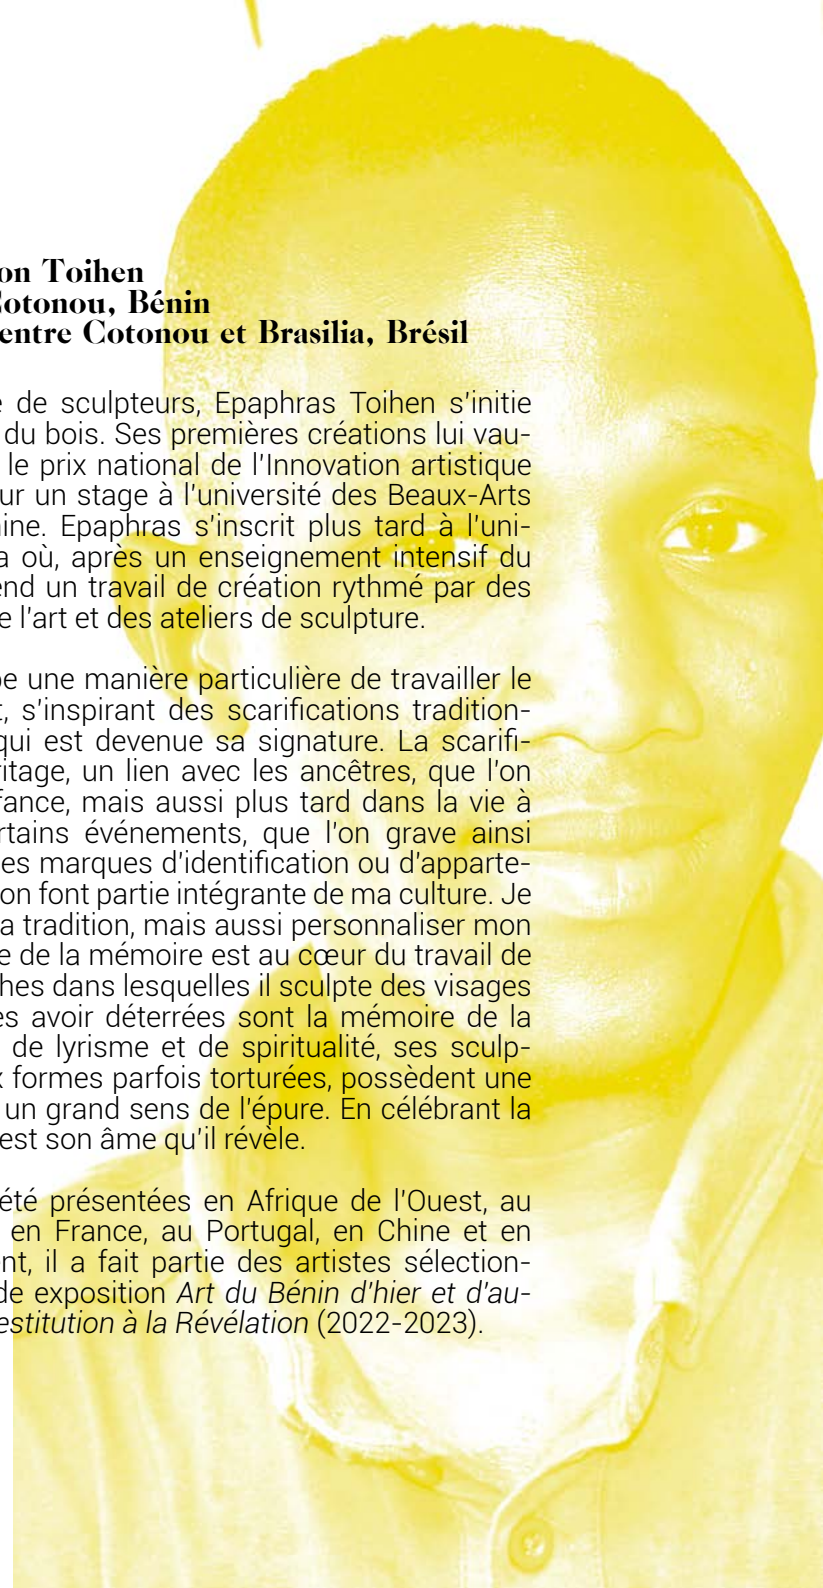 on Toihen
Cotonou, Bénin
entre Cotonou et Brasilia, Brésil
de sculpteurs, Epaphras Toihen s'initie
du bois. Ses premières créations lui vau-
le prix national de l'Innovation artistique
ur un stage à l'université des Beaux-Arts
aine. Epaphras s'inscrit plus tard à l'uni-
a où, après un enseignement intensif du
end un travail de création rythmé par des
e l'art et des ateliers de sculpture.
pe une manière particulière de travailler le
t, s'inspirant des scarifications tradition-
qui est devenue sa signature. La scarifi-
ritage, un lien avec les ancêtres, que l'on
fance, mais aussi plus tard dans la vie à
rtains événements, que l'on grave ainsi
es marques d'identification ou d'apparte-
on font partie intégrante de ma culture. Je
a tradition, mais aussi personnaliser mon
e de la mémoire est au cœur du travail de
ches dans lesquelles il sculpte des visages
es avoir déterrées sont la mémoire de la
de lyrisme et de spiritualité, ses sculp-
x formes parfois torturées, possèdent une
un grand sens de l'épure. En célébrant la
est son âme qu'il révèle.
été présentées en Afrique de l'Ouest, au
en France, au Portugal, en Chine et en
ent, il a fait partie des artistes sélection-
de exposition Art du Bénin d'hier et d'au-
estitution à la Révélation (2022-2023).